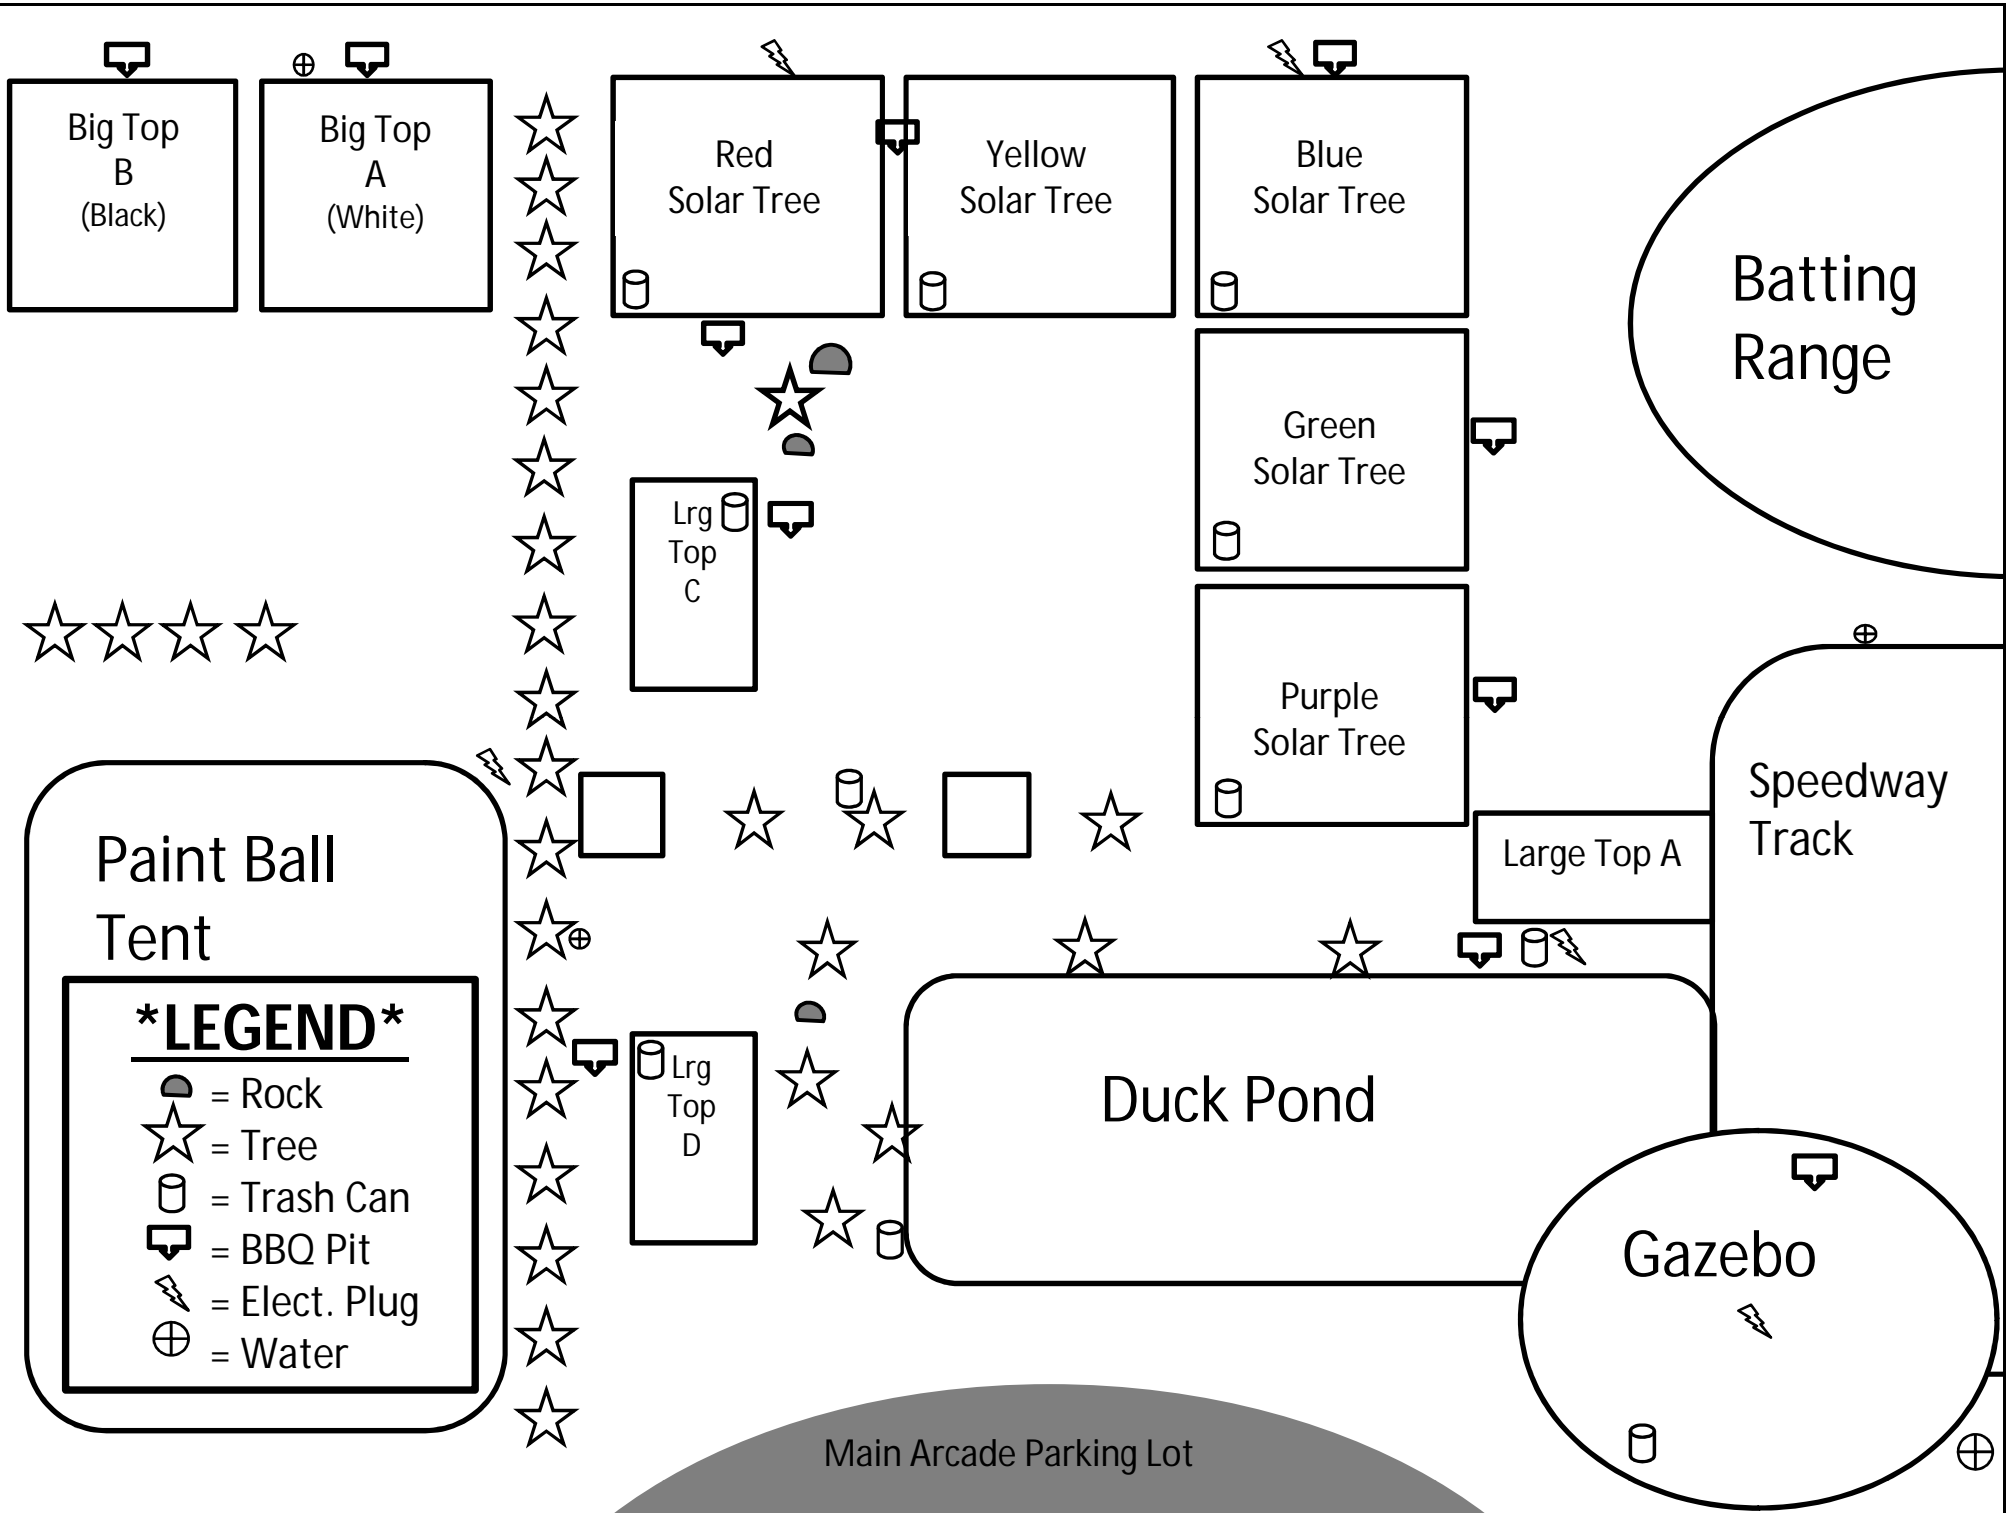 Big Top
B
(Black)
Big Top
A
(White)
Red
Solar Tree
Yellow
Solar Tree
Blue
Solar Tree
Batting
Range
Green
Solar Tree
Lrg
Top
C
Purple
Solar Tree
Speedway
Track
Large Top A
Paint Ball
Tent
*LEGEND*
= Rock
= Tree
= Trash Can
= BBQ Pit
= Elect. Plug
= Water
Lrg
Top
D
Duck Pond
Gazebo
Main Arcade Parking Lot